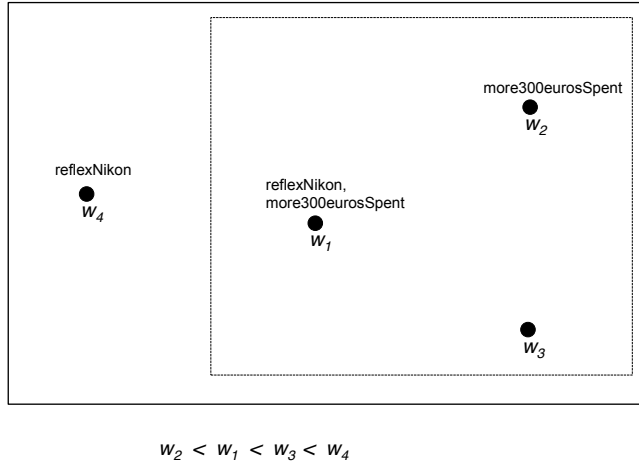 more300eurosSpent
w2
reflexNikon
w4
reflexNikon,
more300eurosSpent
w1
w3
w2 < w1 < w3 < w4